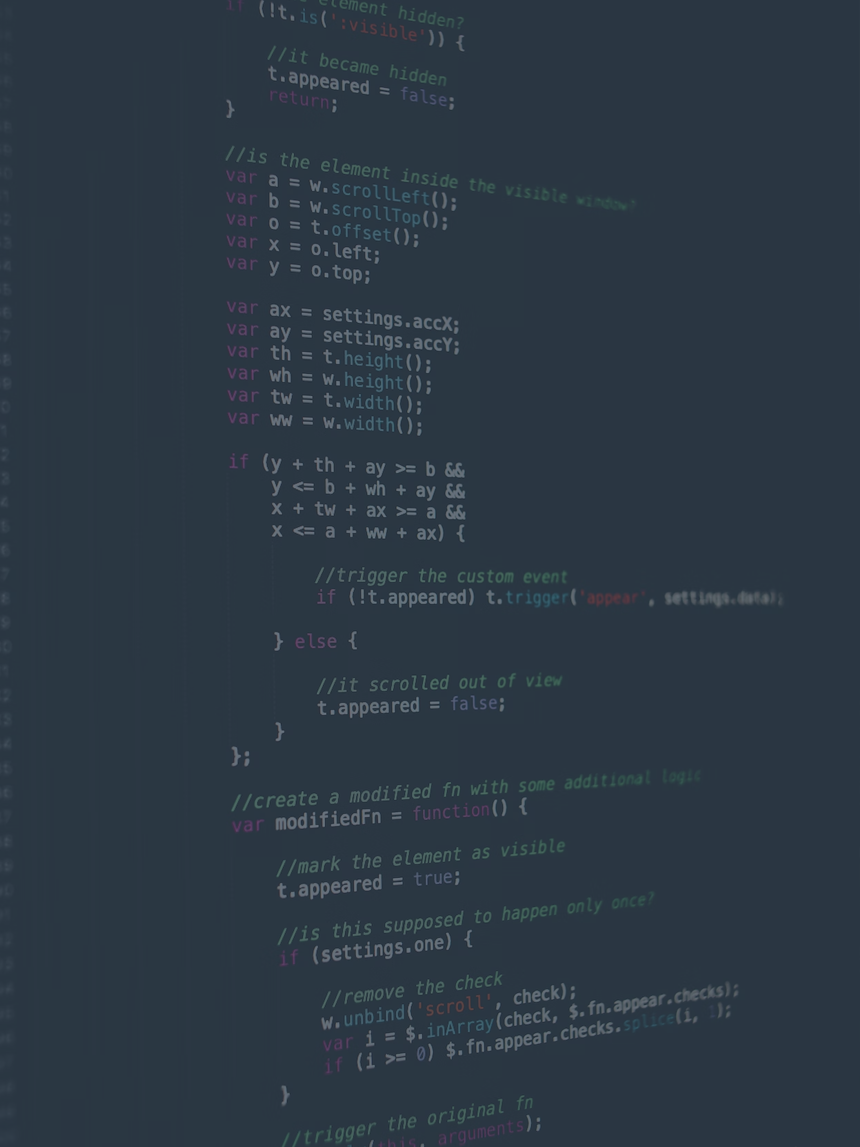 element hidden?
if (!t.is(':visible')) {
//it became hidden
t.appeared = false;
return;
}
//is the element inside the visible window?
var a = w.scrollLeft();
var b = w.scrollTop();
var o = t.offset();
var x = o.left;
var y = o.top;
var ax = settings.accX;
var ay = settings.accY;
var th = t.height();
var wh = w.height();
var tw = t.width();
var ww = w.width();
if (y + th + ay >= b &&
y <= b + wh + ay &&
x + tw + ax >= a &&
x <= a + ww + ax) {
//trigger the custom event
if (!t.appeared) t.trigger('appear', settings.data);
} else {
//it scrolled out of view
t.appeared = false;
}
};
//create a modified fn with some additional logic
var modifiedFn = function() {
//mark the element as visible
t.appeared = true;
//is this supposed to happen only once?
if (settings.one) {
//remove the check
w.unbind('scroll', check);
var i = $.inArray(check, $.fn.appear.checks);
if (i >= 0) $.fn.appear.checks.splice(i, 1);
}
//trigger the original fn
(this, arguments);